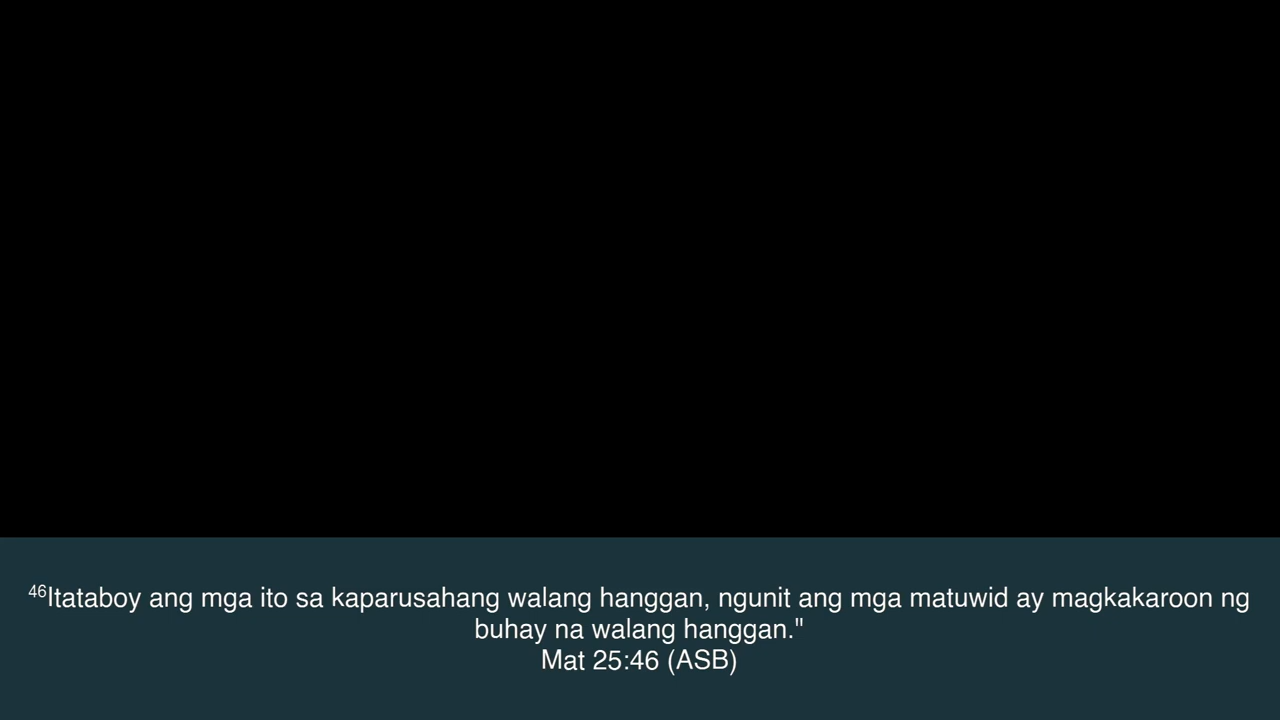 ⁴⁶Itataboy ang mga ito sa kaparusahang walang hanggan, ngunit ang mga matuwid ay magkakaroon ng
buhay na walang hanggan."
Mat 25:46 (ASB)